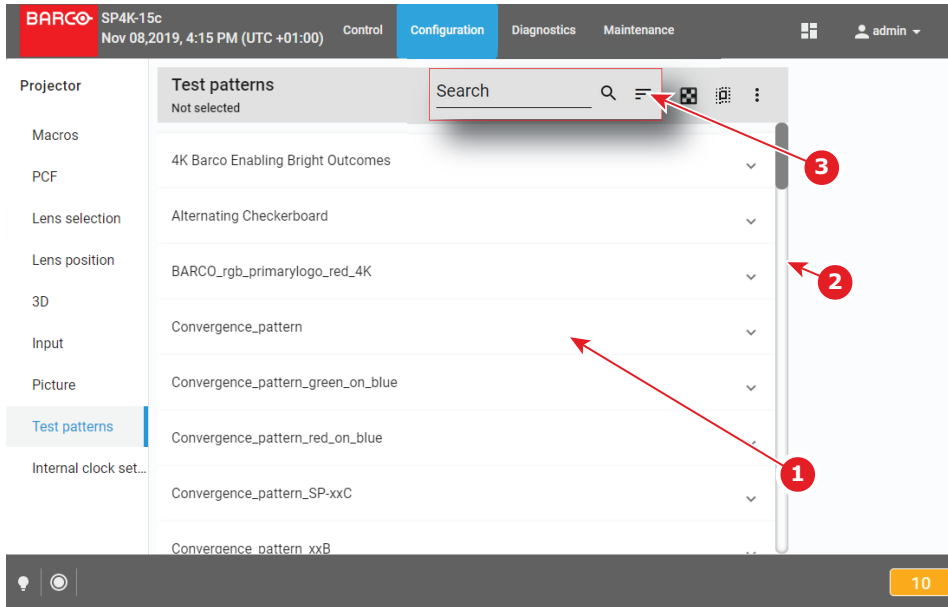 BARCO SP4K-15c
Nov 08,2019, 4:15 PM (UTC +01:00)
Control
Configuration
Diagnostics
Maintenance
admin
Projector
Macros
PCF
Lens selection
Lens position
3D
Input
Picture
Test patterns
Internal clock set...
Test patterns
Not selected
Search
4K Barco Enabling Bright Outcomes
Alternating Checkerboard
BARCO_rgb_primarylogo_red_4K
Convergence_pattern
Convergence_pattern_green_on_blue
Convergence_pattern_red_on_blue
Convergence_pattern_SP-xxC
Convergence_pattern_xxB
3
2
1
10